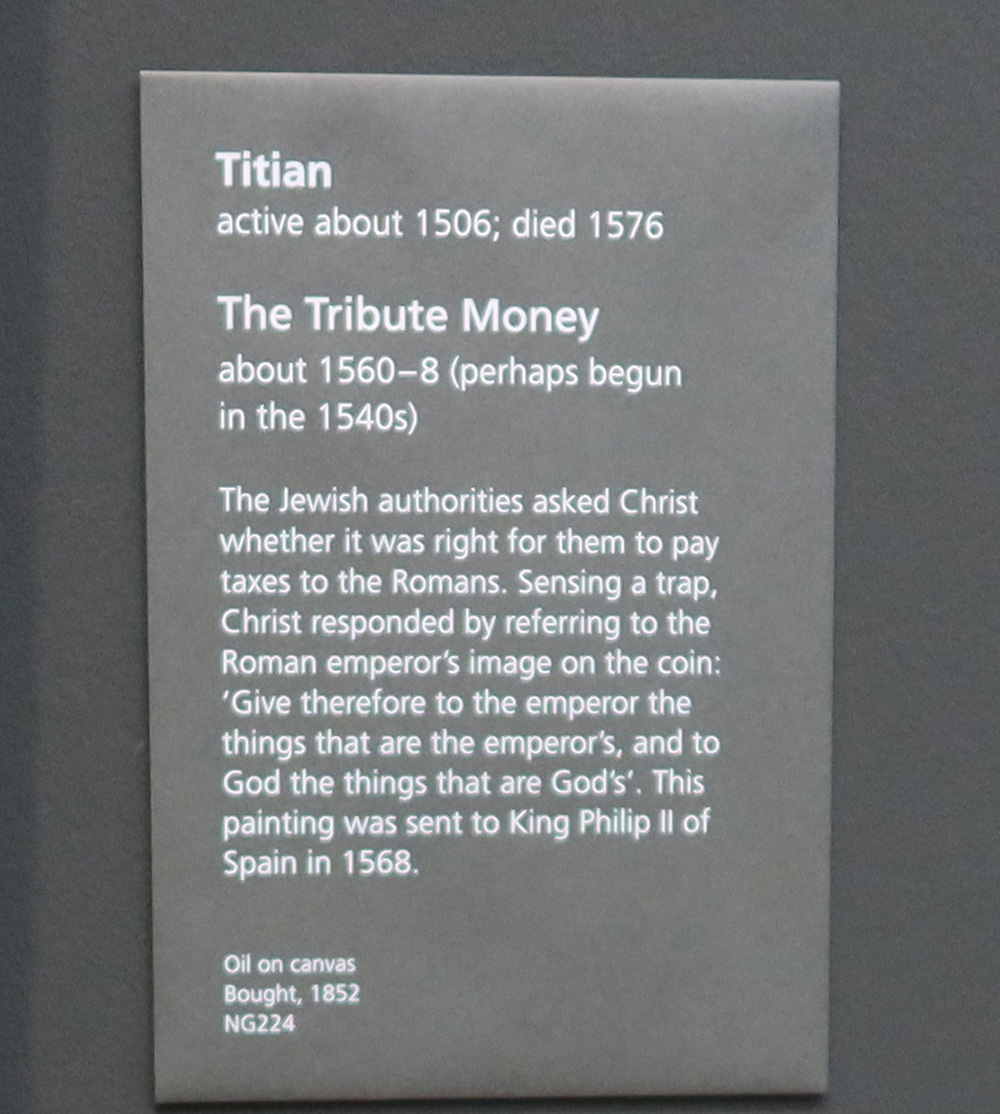 Titian
active about 1506; died 1576
The Tribute Money
about 1560–8 (perhaps begun
in the 1540s)
The Jewish authorities asked Christ
whether it was right for them to pay
taxes to the Romans. Sensing a trap,
Christ responded by referring to the
Roman emperor’s image on the coin:
‘Give therefore to the emperor the
things that are the emperor’s, and to
God the things that are God’s‘. This
painting was sent to King Philip II of
Spain in 1568.
Oil on canvas
Bought, 1852
NG224